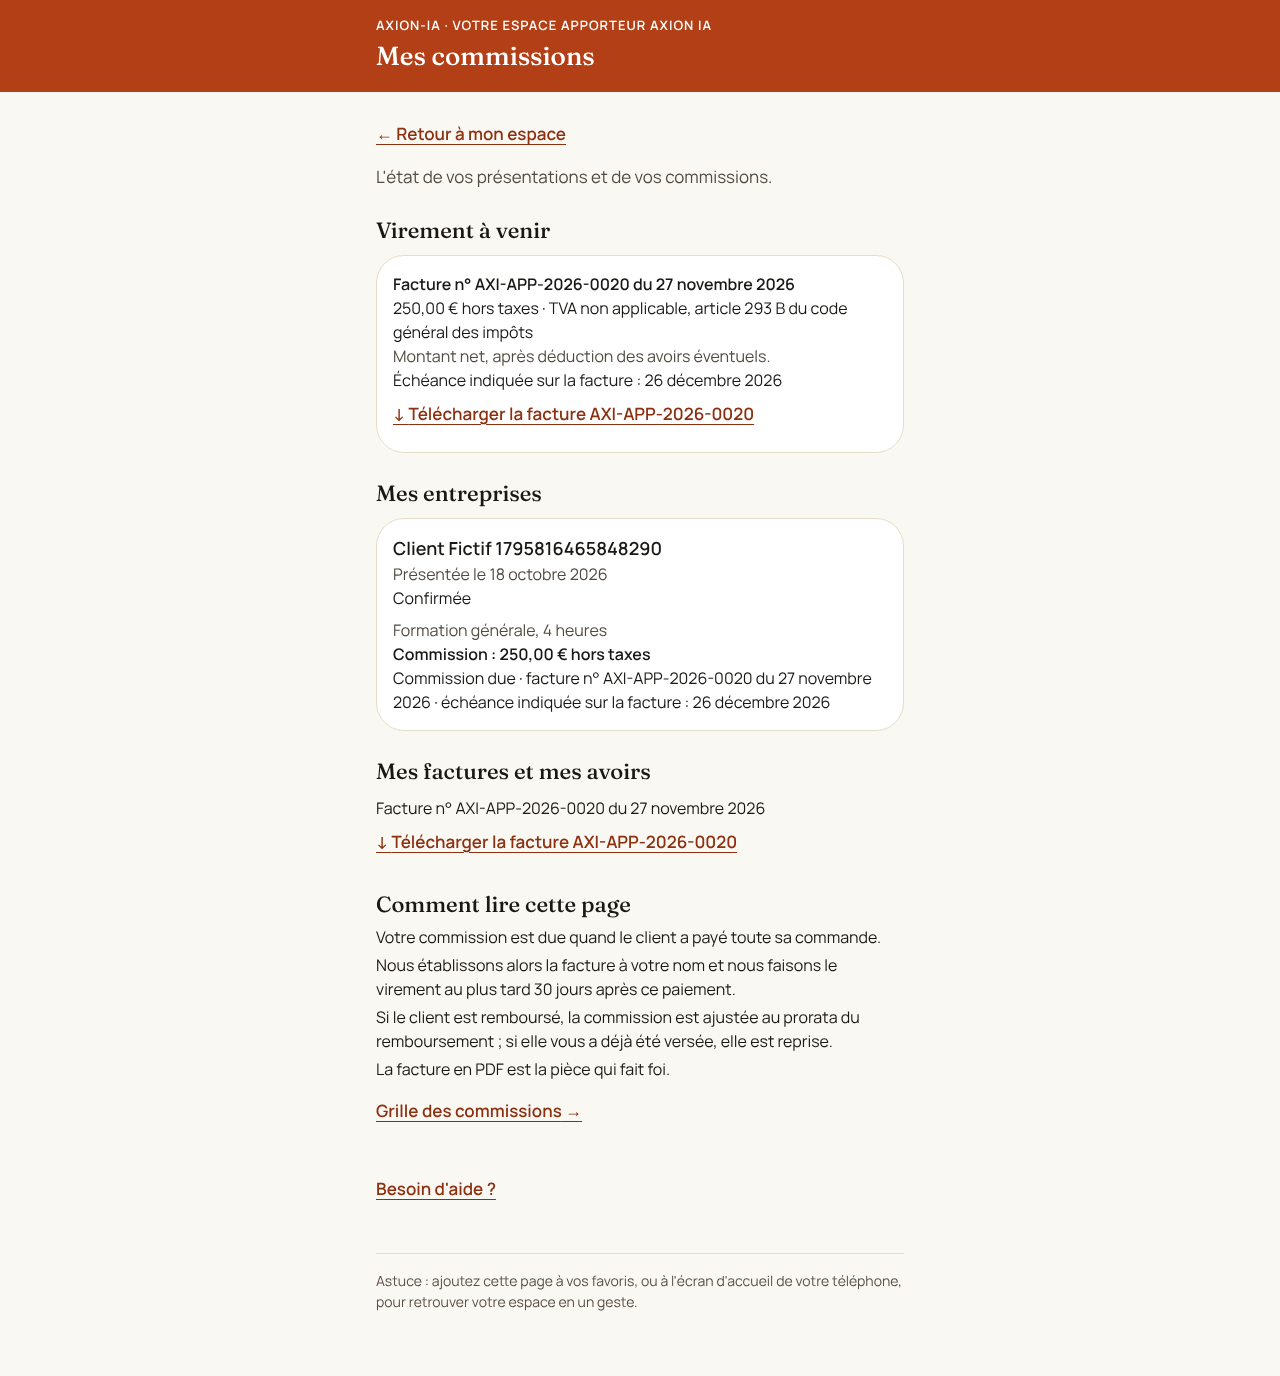 AXION-IA · VOTRE ESPACE APPORTEUR AXION IA
Mes commissions
← Retour à mon espace
L'état de vos présentations et de vos commissions.
Virement à venir
Facture n° AXI-APP-2026-0020 du 27 novembre 2026
250,00 € hors taxes · TVA non applicable, article 293 B du code
général des impôts
Montant net, après déduction des avoirs éventuels.
Échéance indiquée sur la facture : 26 décembre 2026
↓ Télécharger la facture AXI-APP-2026-0020
Mes entreprises
Client Fictif 1795816465848290
Présentée le 18 octobre 2026
Confirmée
Formation générale, 4 heures
Commission : 250,00 € hors taxes
Commission due · facture n° AXI-APP-2026-0020 du 27 novembre
2026 · échéance indiquée sur la facture : 26 décembre 2026
Mes factures et mes avoirs
Facture n° AXI-APP-2026-0020 du 27 novembre 2026
↓ Télécharger la facture AXI-APP-2026-0020
Comment lire cette page
Votre commission est due quand le client a payé toute sa commande.
Nous établissons alors la facture à votre nom et nous faisons le
virement au plus tard 30 jours après ce paiement.
Si le client est remboursé, la commission est ajustée au prorata du
remboursement ; si elle vous a déjà été versée, elle est reprise.
La facture en PDF est la pièce qui fait foi.
Grille des commissions →
Besoin d'aide ?
Astuce : ajoutez cette page à vos favoris, ou à l'écran d'accueil de votre téléphone,
pour retrouver votre espace en un geste.